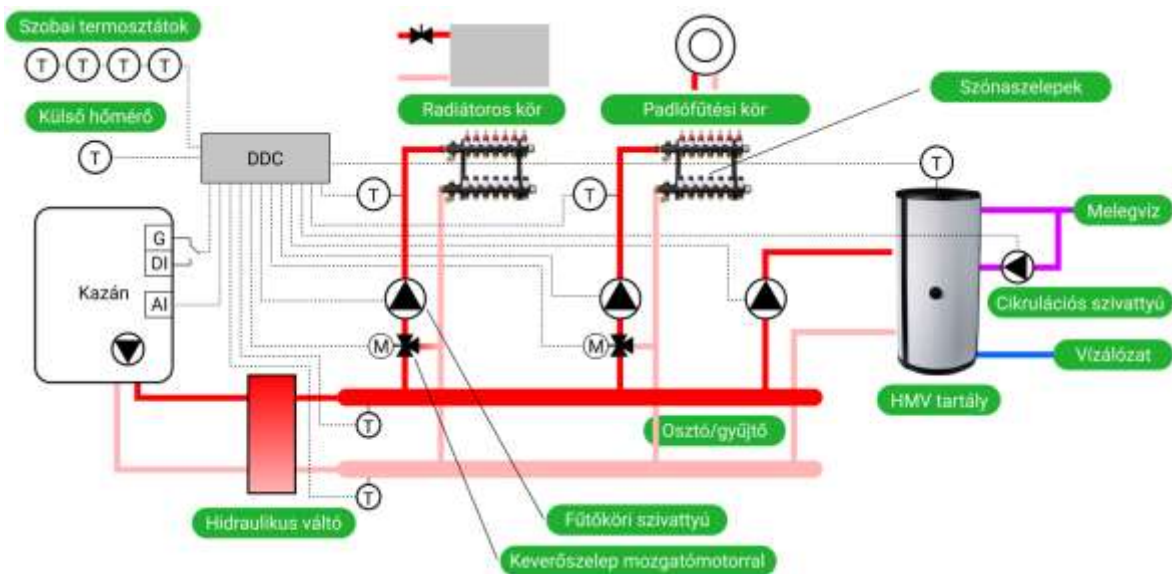 Szobai termosztátok
T T T T
Külső hőmérő
T
DDC
Radiátoros kör
Padlófűtési kör
Szónaszelepek
T
T
T
G
DI
AI
Kazán
Melegvíz
Cikrulációs szivattyú
M
M
Vízálózat
HMV tartály
T
Osztó/gyűjtő
T
Hidraulikus váltó
Fűtőköri szivattyú
Keverőszelep mozgatómotorral